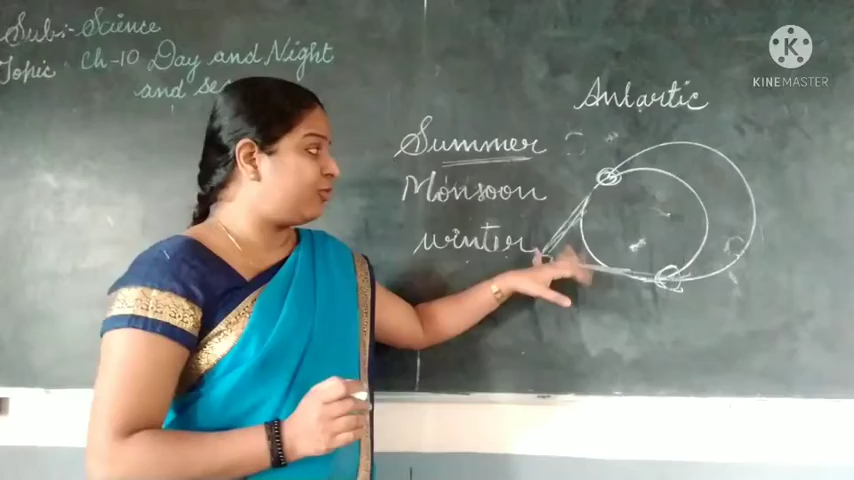 Sub:- Science
Topic : Ch-10 Day and Night
and se
Antartic
Summer
Monsoon
winter
K
KINEMASTER